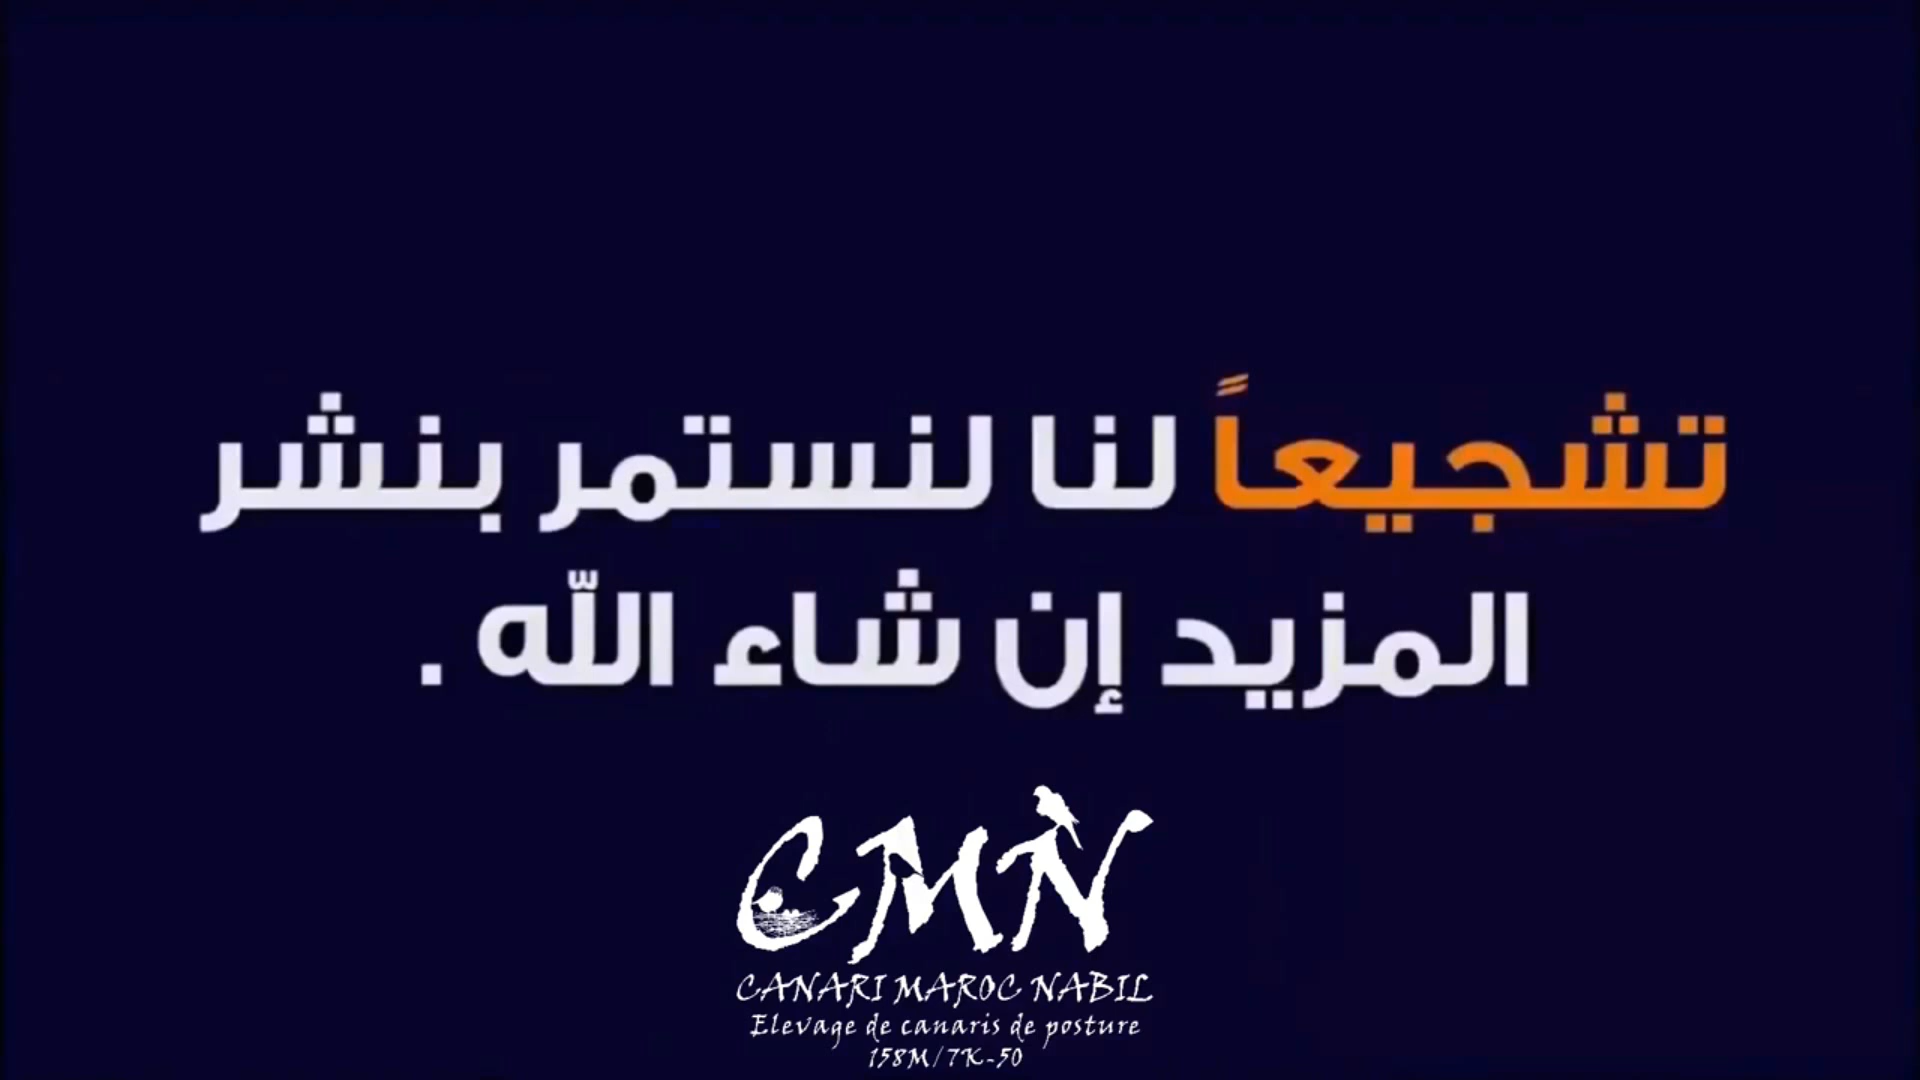 تشجيعاً لنا لنستمر بنشر
المزيد إن شاء اللّه .
CMN
CANARI MAROC NABIL
Elevage de canaris de posture
158M/7K-50